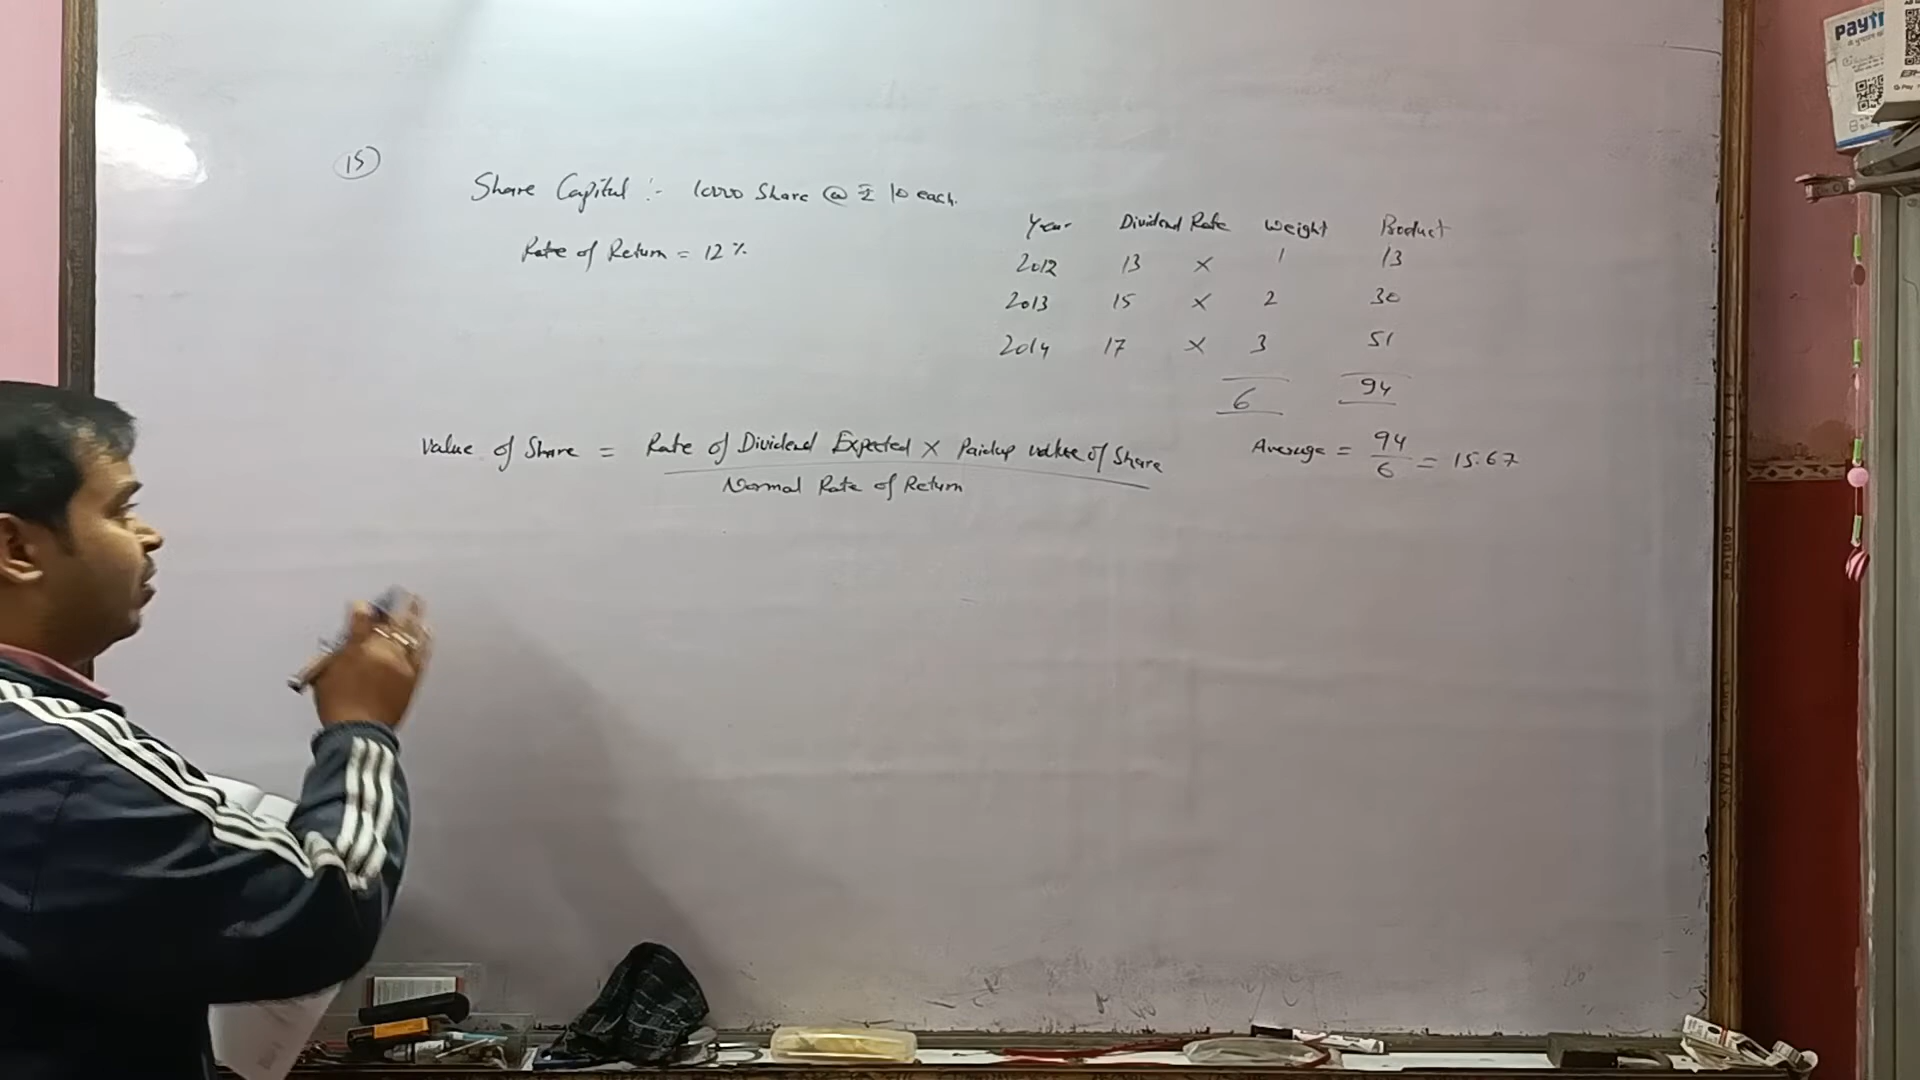 15
Share Capital :- 10000 Share @ ₹ 10 each.
Rate of Return = 12 %
Year Dividend Rate Weight Product
2012 13 × 1 13
2013 15 × 2 30
2014 17 × 3 51
6 94
Value of Share = Rate of Dividend Expected × Paidup value of Share
Normal Rate of Return
Average = 94/6 = 15.67
Paytm
G Pay